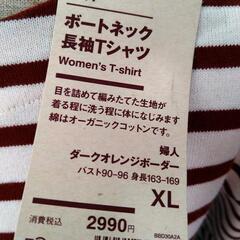 ボートネック
長袖Tシャツ
Women's T-shirt
目を詰めて編みたてた生地が
着る程に洗う程に体になじみます
綿はオーガニックコットンです。
婦人
ダークオレンジボーダー
バスト90-96 身長163-169
XL
消費税込 2990円
BBD30A2A